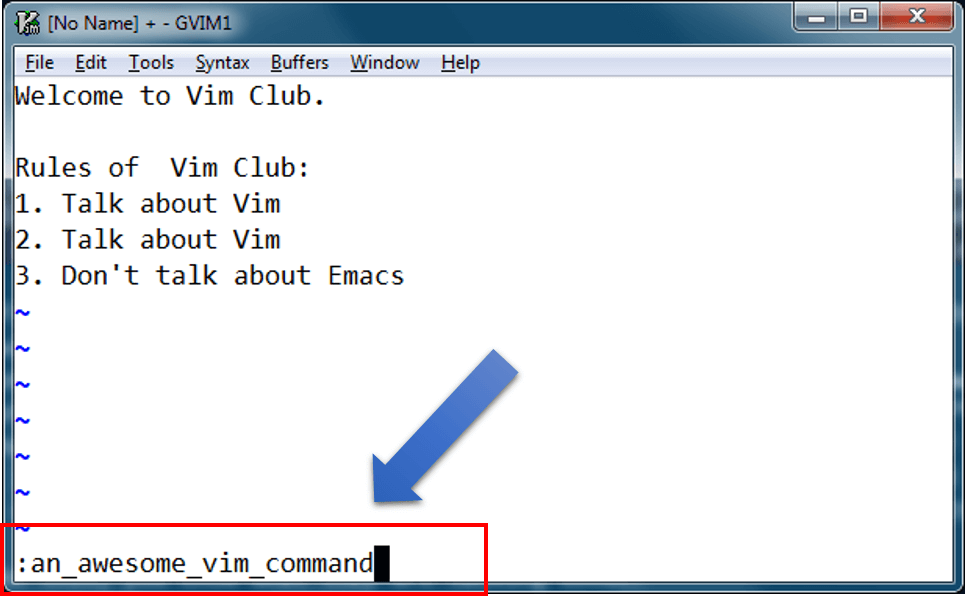 [No Name] + - GVIM1
File Edit Tools Syntax Buffers Window Help
Welcome to Vim Club.
Rules of  Vim Club:
1. Talk about Vim
2. Talk about Vim
3. Don't talk about Emacs
~
~
~
~
~
~
~
:an_awesome_vim_command